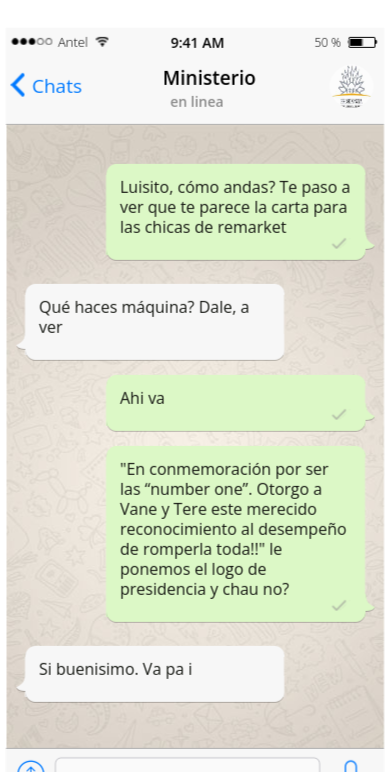 Antel
9:41 AM
50 %
Chats
Ministerio
en linea
Luisito, cómo andas? Te paso a
ver que te parece la carta para
las chicas de remarket
Qué haces máquina? Dale, a
ver
Ahi va
"En conmemoración por ser
las “number one”. Otorgo a
Vane y Tere este merecido
reconocimiento al desempeño
de romperla toda!!" le
ponemos el logo de
presidencia y chau no?
Si buenisimo. Va pa i